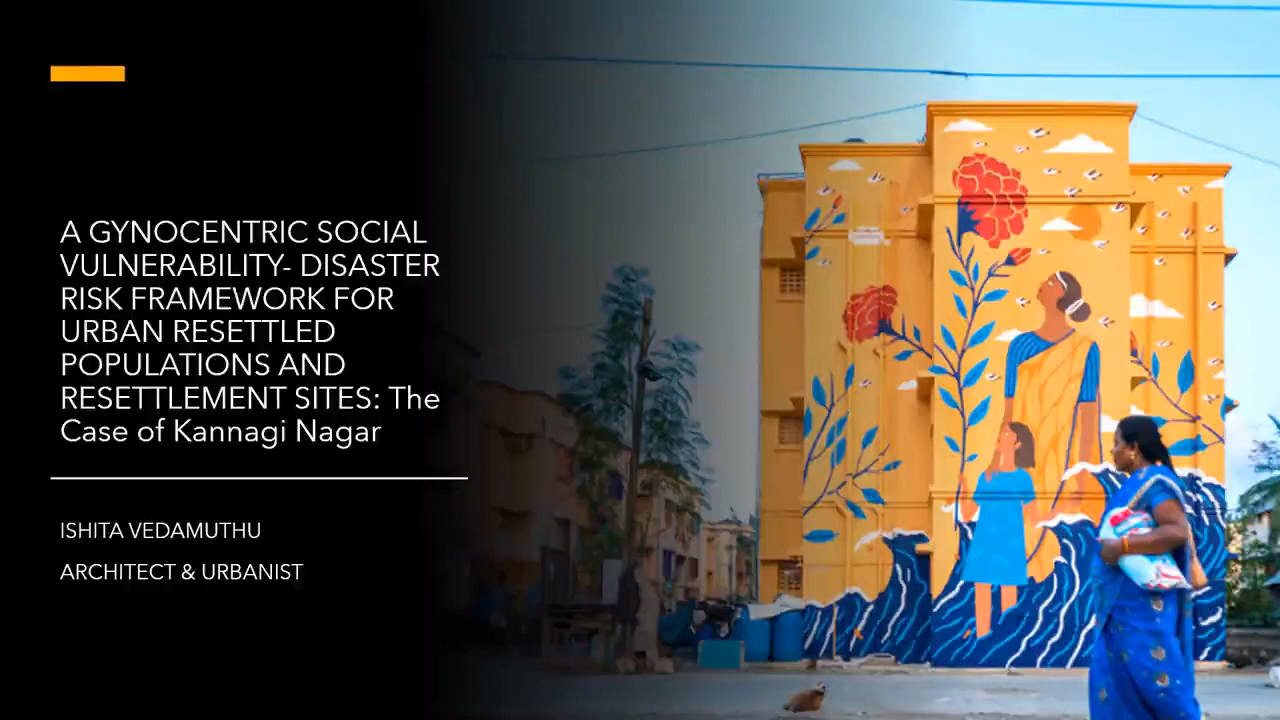 A GYNOCENTRIC SOCIAL
VULNERABILITY- DISASTER
RISK FRAMEWORK FOR
URBAN RESETTLED
POPULATIONS AND
RESETTLEMENT SITES: The
Case of Kannagi Nagar
ISHITA VEDAMUTHU
ARCHITECT & URBANIST